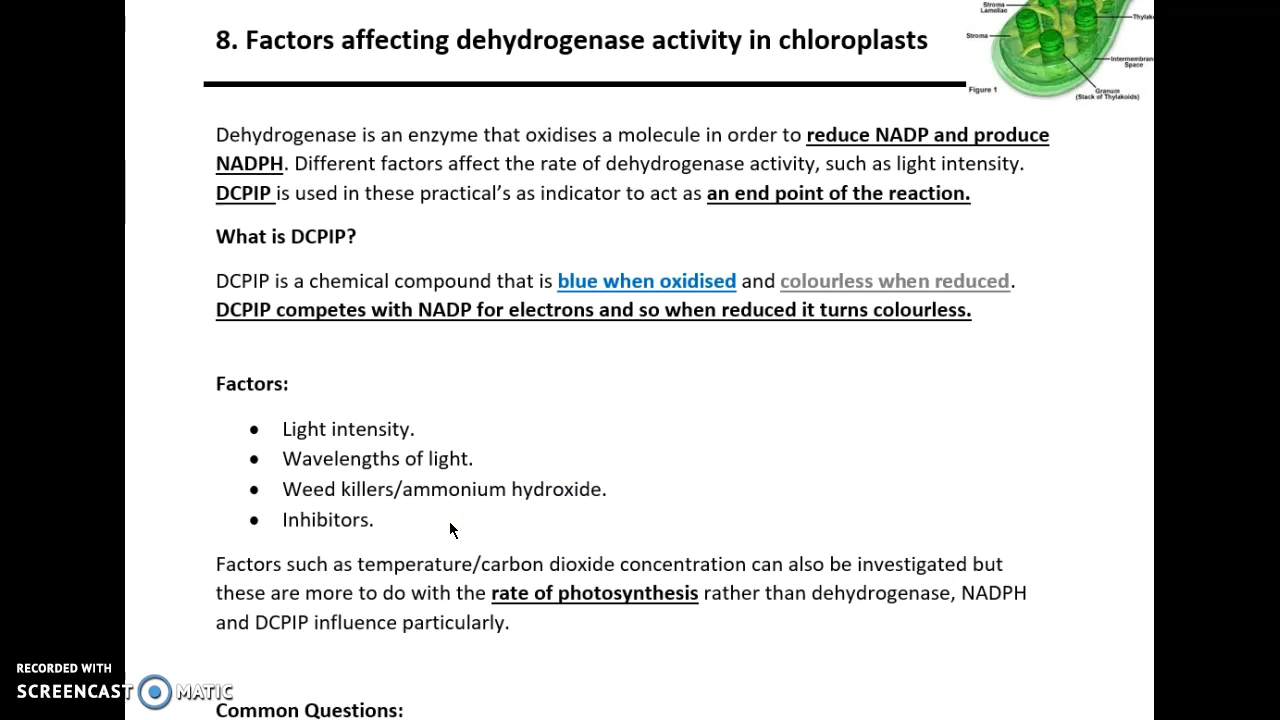 Stroma
Lamellae
Thylak
8. Factors affecting dehydrogenase activity in chloroplasts
Stroma
Intermembran
Space
Figure 1
Granum
(Stack of Thylakoids)
Dehydrogenase is an enzyme that oxidises a molecule in order to reduce NADP and produce
NADPH. Different factors affect the rate of dehydrogenase activity, such as light intensity.
DCPIP is used in these practical's as indicator to act as an end point of the reaction.
What is DCPIP?
DCPIP is a chemical compound that is blue when oxidised and colourless when reduced.
DCPIP competes with NADP for electrons and so when reduced it turns colourless.
Factors:
• Light intensity.
• Wavelengths of light.
• Weed killers/ammonium hydroxide.
• Inhibitors.
Factors such as temperature/carbon dioxide concentration can also be investigated but
these are more to do with the rate of photosynthesis rather than dehydrogenase, NADPH
and DCPIP influence particularly.
RECORDED WITH
SCREENCAST MATIC
Common Questions: